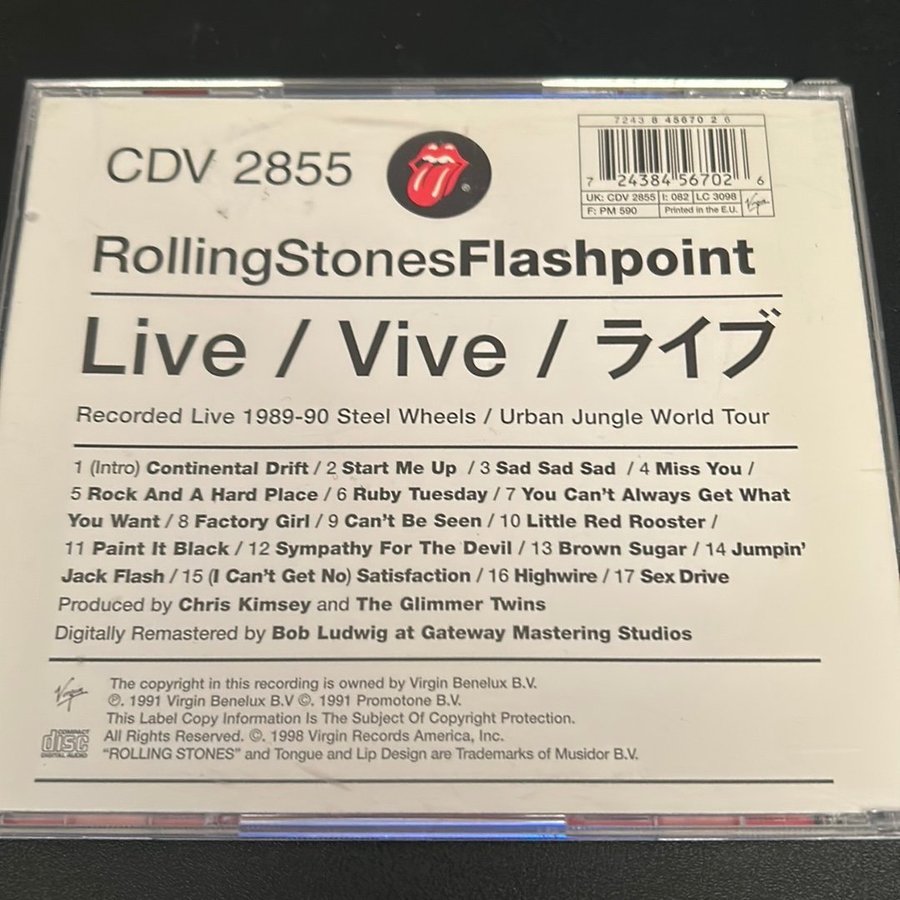 CDV 2855
7243 8 45670 2 6
7 24384 56702 6
UK: CDV 2855 I: 082 LC 3098
F: PM 590 Printed in the E.U. Virgin
RollingStonesFlashpoint
Live / Vive / ライブ
Recorded Live 1989-90 Steel Wheels / Urban Jungle World Tour
1 (Intro) Continental Drift / 2 Start Me Up / 3 Sad Sad Sad / 4 Miss You /
5 Rock And A Hard Place / 6 Ruby Tuesday / 7 You Can't Always Get What
You Want / 8 Factory Girl / 9 Can't Be Seen / 10 Little Red Rooster /
11 Paint It Black / 12 Sympathy For The Devil / 13 Brown Sugar / 14 Jumpin'
Jack Flash / 15 (I Can't Get No) Satisfaction / 16 Highwire / 17 Sex Drive
Produced by Chris Kimsey and The Glimmer Twins
Digitally Remastered by Bob Ludwig at Gateway Mastering Studios
Virgin
The copyright in this recording is owned by Virgin Benelux B.V.
℗. 1991 Virgin Benelux B.V ©. 1991 Promotone B.V.
This Label Copy Information Is The Subject Of Copyright Protection.
All Rights Reserved. ©. 1998 Virgin Records America, Inc.
"ROLLING STONES" and Tongue and Lip Design are Trademarks of Musidor B.V.
COMPACT
disc
DIGITAL AUDIO